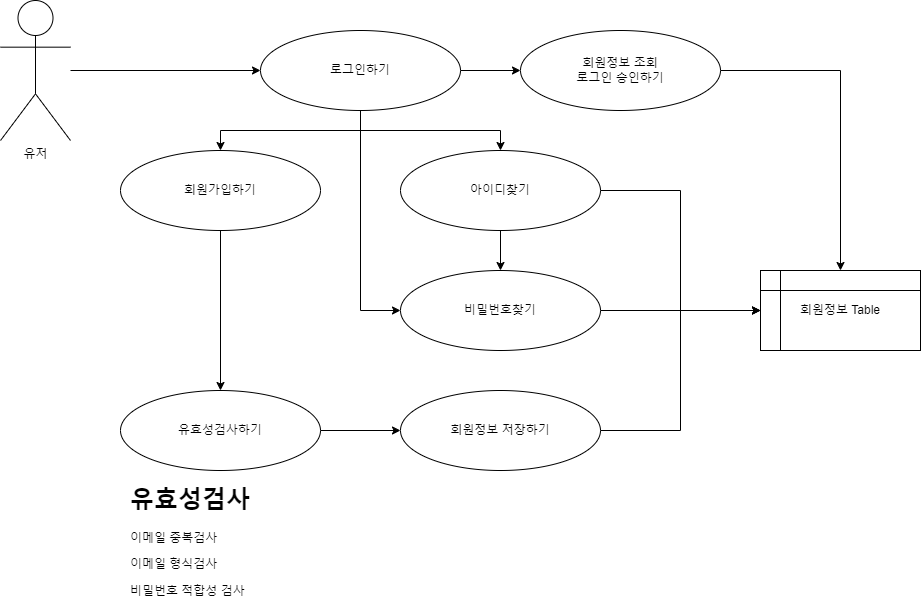 로그인하기
회원정보 조회
로그인 승인하기
유저
회원가입하기
아이디찾기
비밀번호찾기
회원정보 Table
유효성검사하기
회원정보 저장하기
유효성검사
이메일 중복검사
이메일 형식검사
비밀번호 적합성 검사